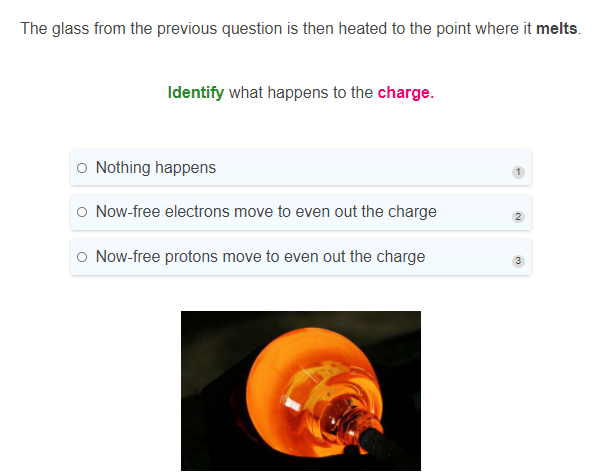 The glass from the previous question is then heated to the point where it melts.
Identify what happens to the charge.
Nothing happens
1
Now-free electrons move to even out the charge
2
Now-free protons move to even out the charge
3